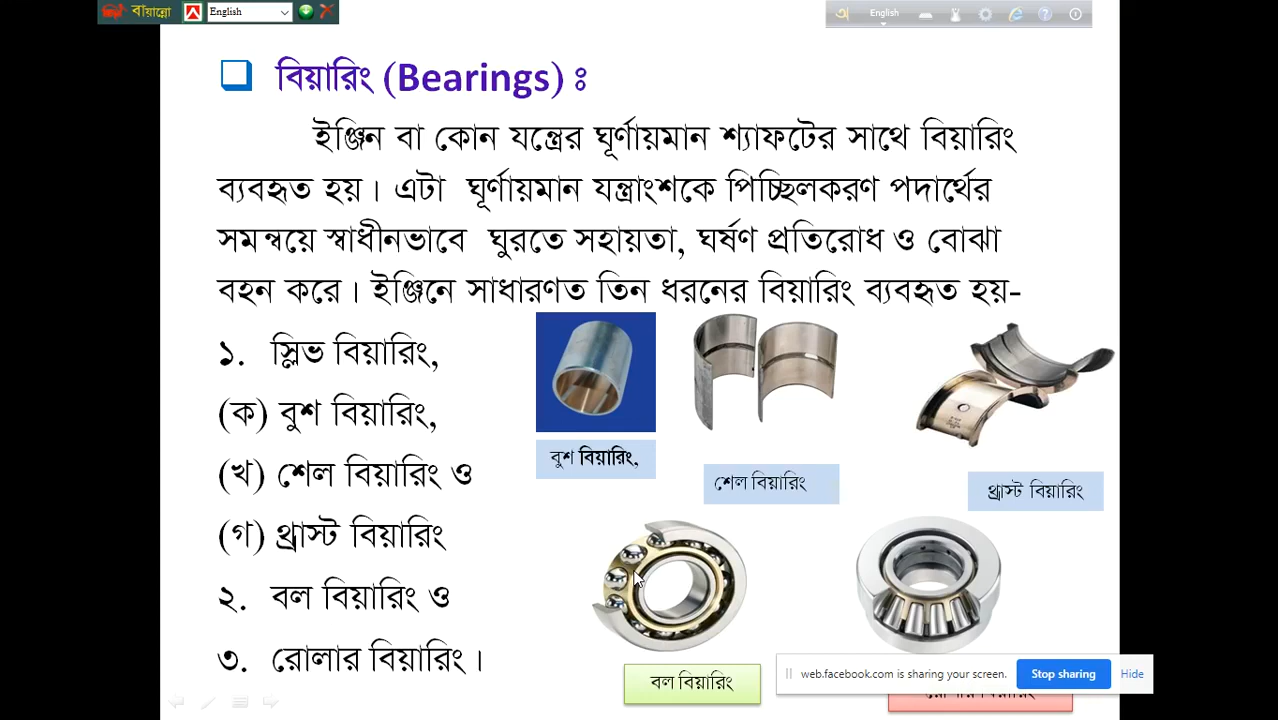 বায়ান্নো
English
English
বিয়ারিং (Bearings) ঃ
ইঞ্জিন বা কোন যন্ত্রের ঘূর্ণায়মান শ্যাফটের সাথে বিয়ারিং
ব্যবহৃত হয়। এটা ঘূর্ণায়মান যন্ত্রাংশকে পিচ্ছিলকরণ পদার্থের
সমন্বয়ে স্বাধীনভাবে ঘুরতে সহায়তা, ঘর্ষণ প্রতিরোধ ও বোঝা
বহন করে। ইঞ্জিনে সাধারণত তিন ধরনের বিয়ারিং ব্যবহৃত হয়-
১. স্লিভ বিয়ারিং,
(ক) বুশ বিয়ারিং,
(খ) শেল বিয়ারিং ও
(গ) থ্রাস্ট বিয়ারিং
২. বল বিয়ারিং ও
৩. রোলার বিয়ারিং।
বুশ বিয়ারিং,
শেল বিয়ারিং
থ্রাস্ট বিয়ারিং
বল বিয়ারিং
web.facebook.com is sharing your screen.
Stop sharing
Hide